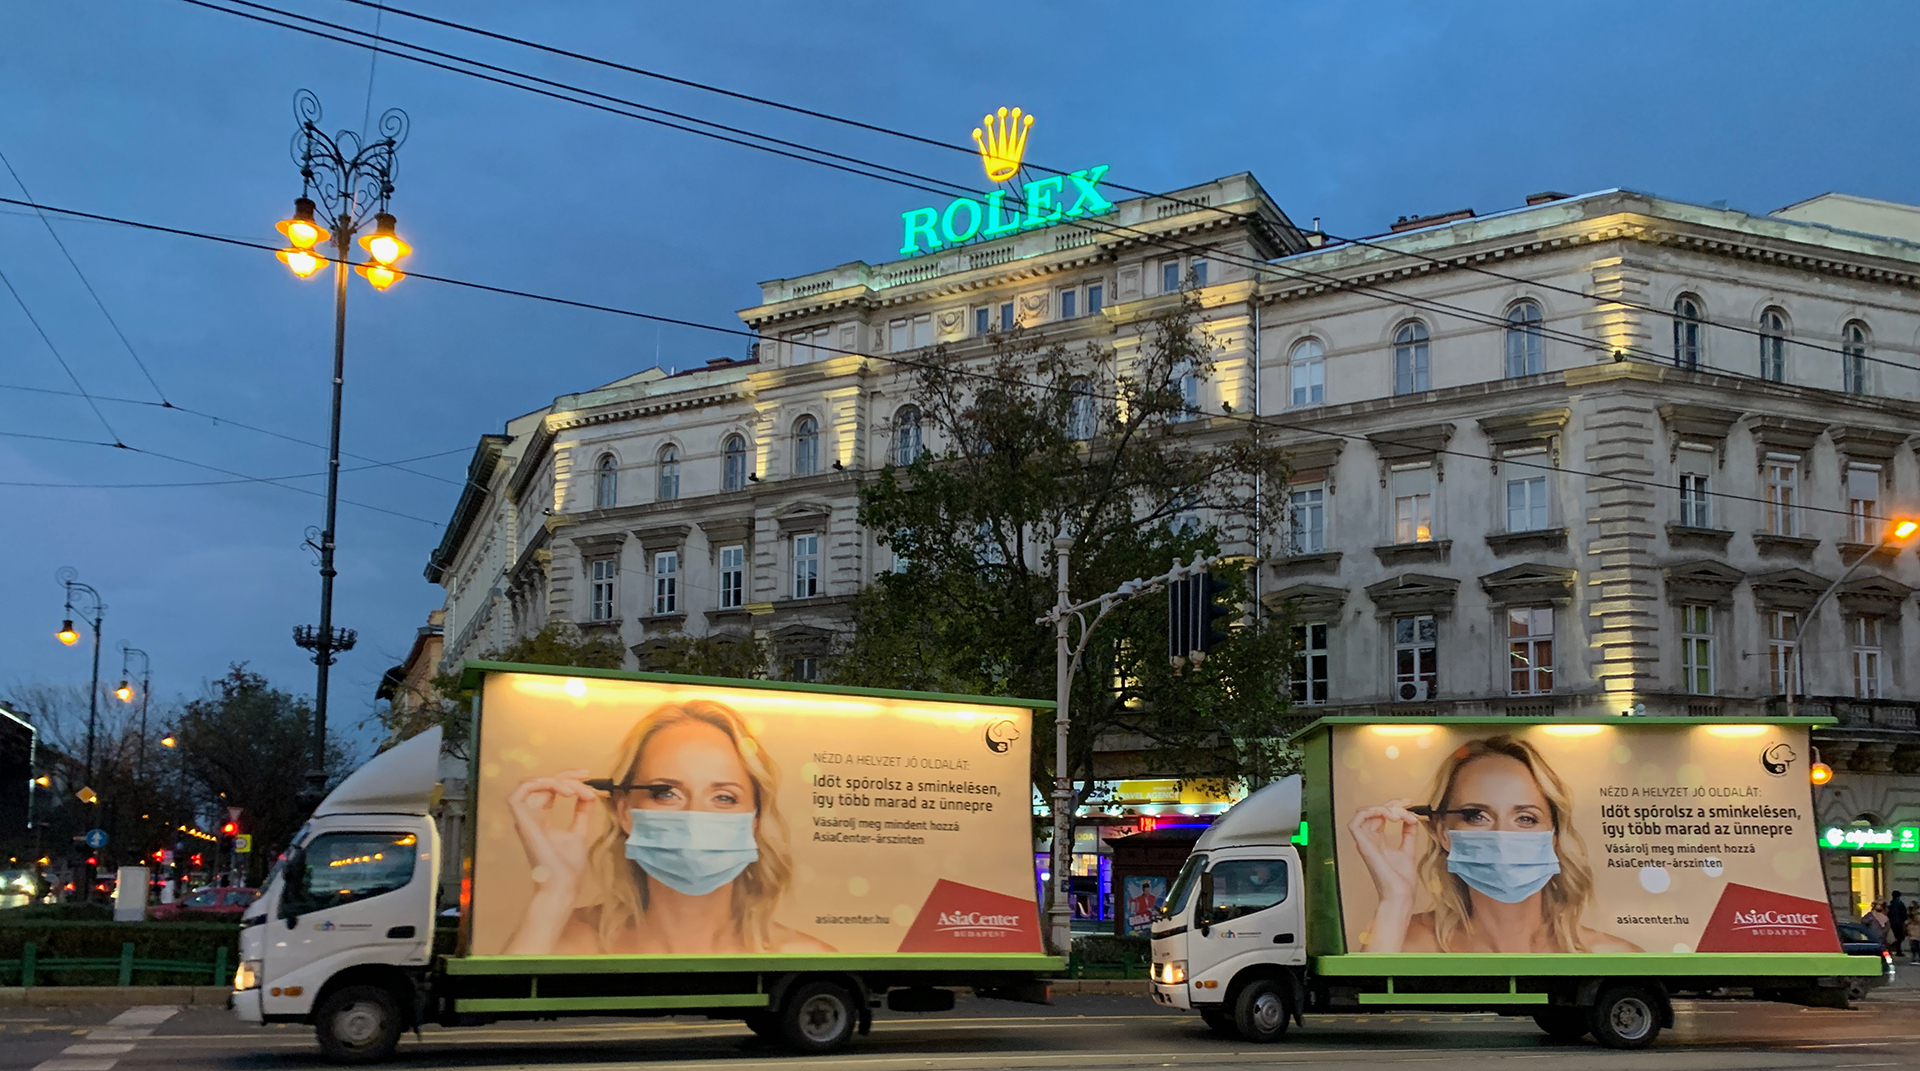 ROLEX
NÉZD A HELYZET JÓ OLDALÁT:
Időt spórolsz a sminkelésen,
így több marad az ünnepre
Vásárolj meg mindent hozzá
AsiaCenter-árszinten
asiacenter.hu
AsiaCenter
BUDAPEST
NÉZD A HELYZET JÓ OLDALÁT:
Időt spórolsz a sminkelésen,
így több marad az ünnepre
Vásárolj meg mindent hozzá
AsiaCenter-árszinten
asiacenter.hu
AsiaCenter
BUDAPEST
TRAVEL AGENCY